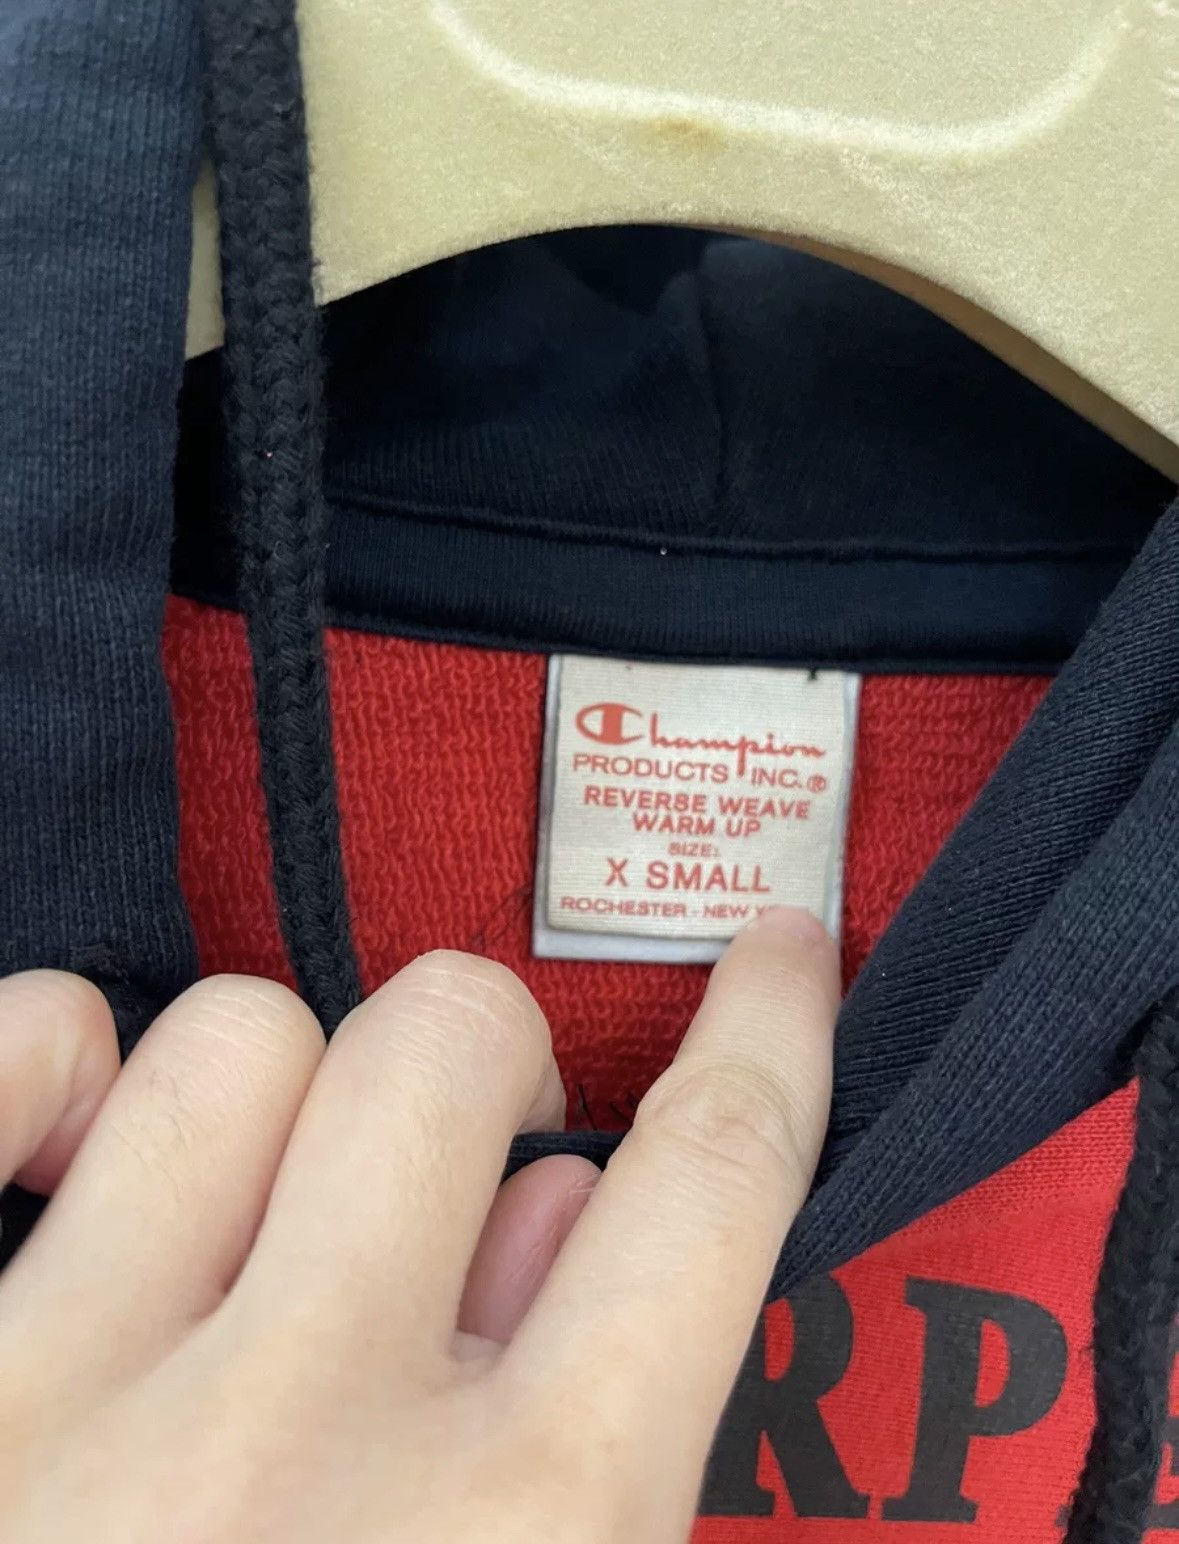 Champion
PRODUCTS INC.®
REVERSE WEAVE
WARM UP
SIZE:
X SMALL
ROCHESTER - NEW
RP